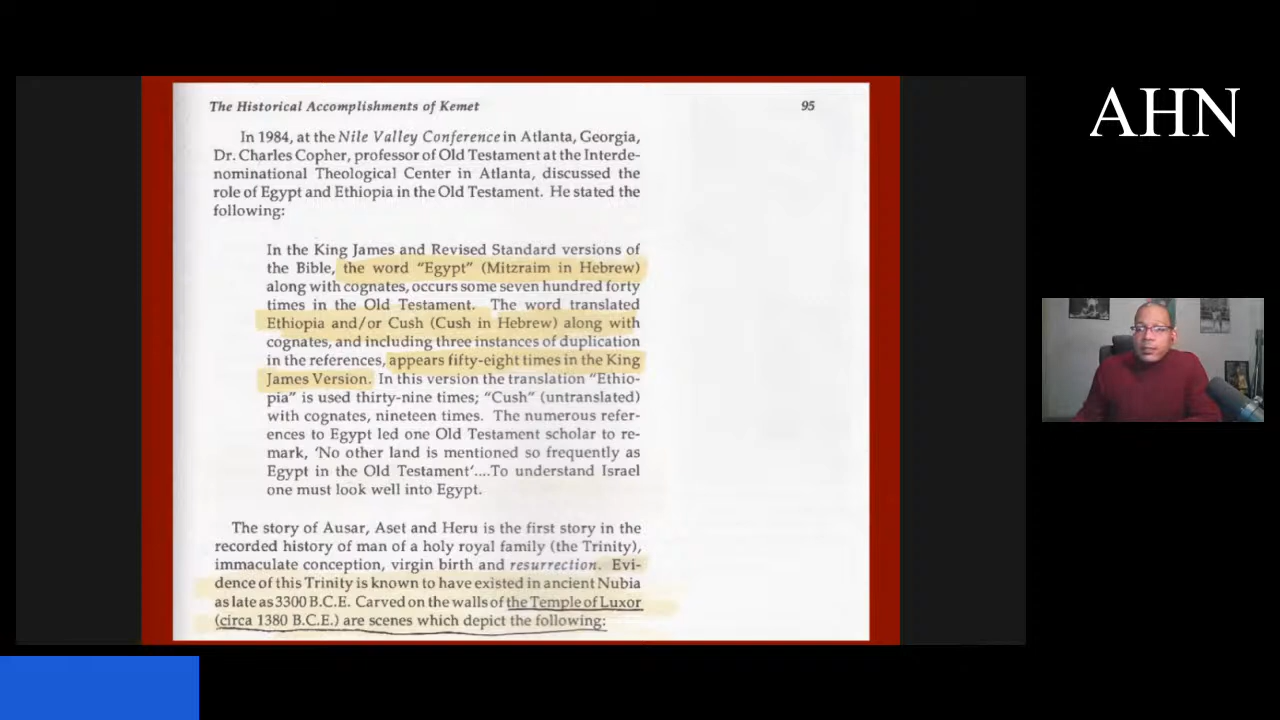 The Historical Accomplishments of Kemet 95
In 1984, at the Nile Valley Conference in Atlanta, Georgia,
Dr. Charles Copher, professor of Old Testament at the Interde-
nominational Theological Center in Atlanta, discussed the
role of Egypt and Ethiopia in the Old Testament. He stated the
following:
In the King James and Revised Standard versions of
the Bible, the word "Egypt" (Mitzraim in Hebrew)
along with cognates, occurs some seven hundred forty
times in the Old Testament. The word translated
Ethiopia and/or Cush (Cush in Hebrew) along with
cognates, and including three instances of duplication
in the references, appears fifty-eight times in the King
James Version. In this version the translation "Ethio-
pia" is used thirty-nine times; "Cush" (untranslated)
with cognates, nineteen times. The numerous refer-
ences to Egypt led one Old Testament scholar to re-
mark, 'No other land is mentioned so frequently as
Egypt in the Old Testament'....To understand Israel
one must look well into Egypt.
The story of Ausar, Aset and Heru is the first story in the
recorded history of man of a holy royal family (the Trinity),
immaculate conception, virgin birth and resurrection. Evi-
dence of this Trinity is known to have existed in ancient Nubia
as late as 3300 B.C.E. Carved on the walls of the Temple of Luxor
(circa 1380 B.C.E.) are scenes which depict the following:
AHN